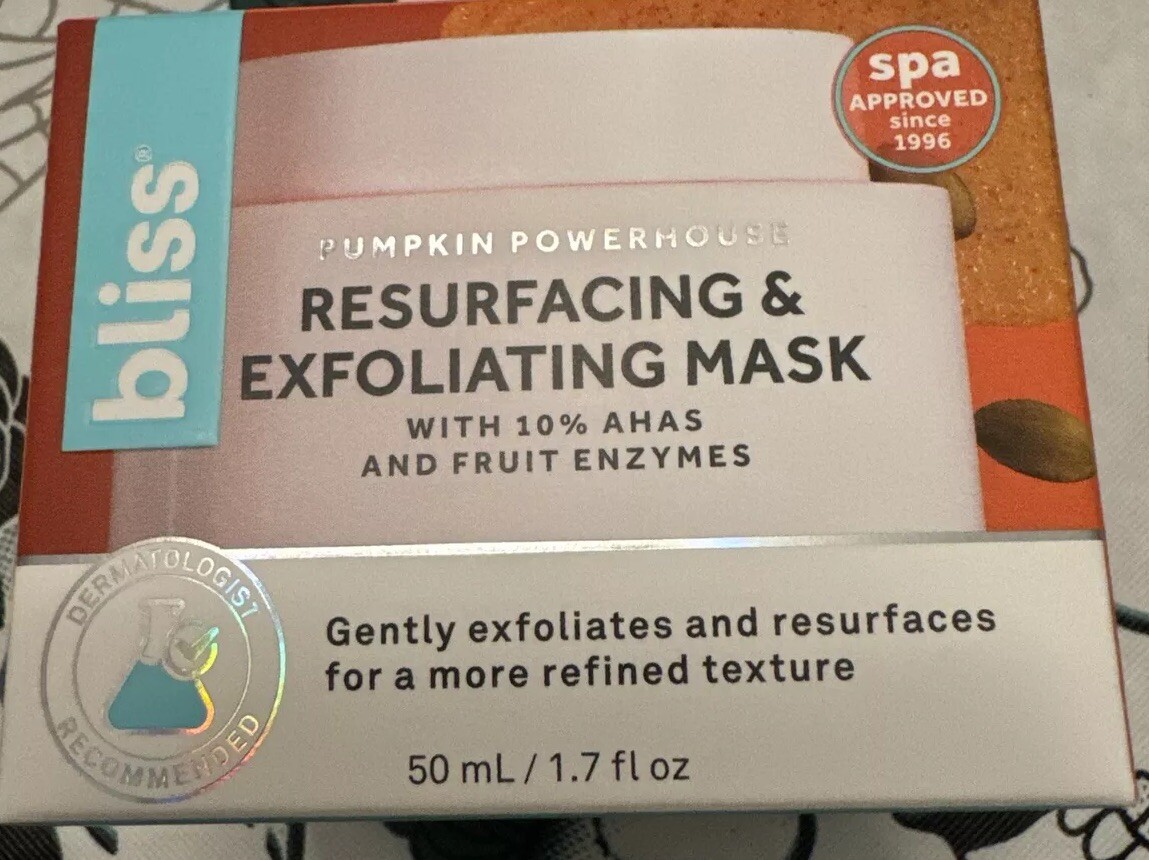 bliss®
spa
APPROVED
since
1996
PUMPKIN POWERHOUSE
RESURFACING &
EXFOLIATING MASK
WITH 10% AHAS
AND FRUIT ENZYMES
DERMATOLOGIST
RECOMMENDED
Gently exfoliates and resurfaces
for a more refined texture
50 mL / 1.7 fl oz